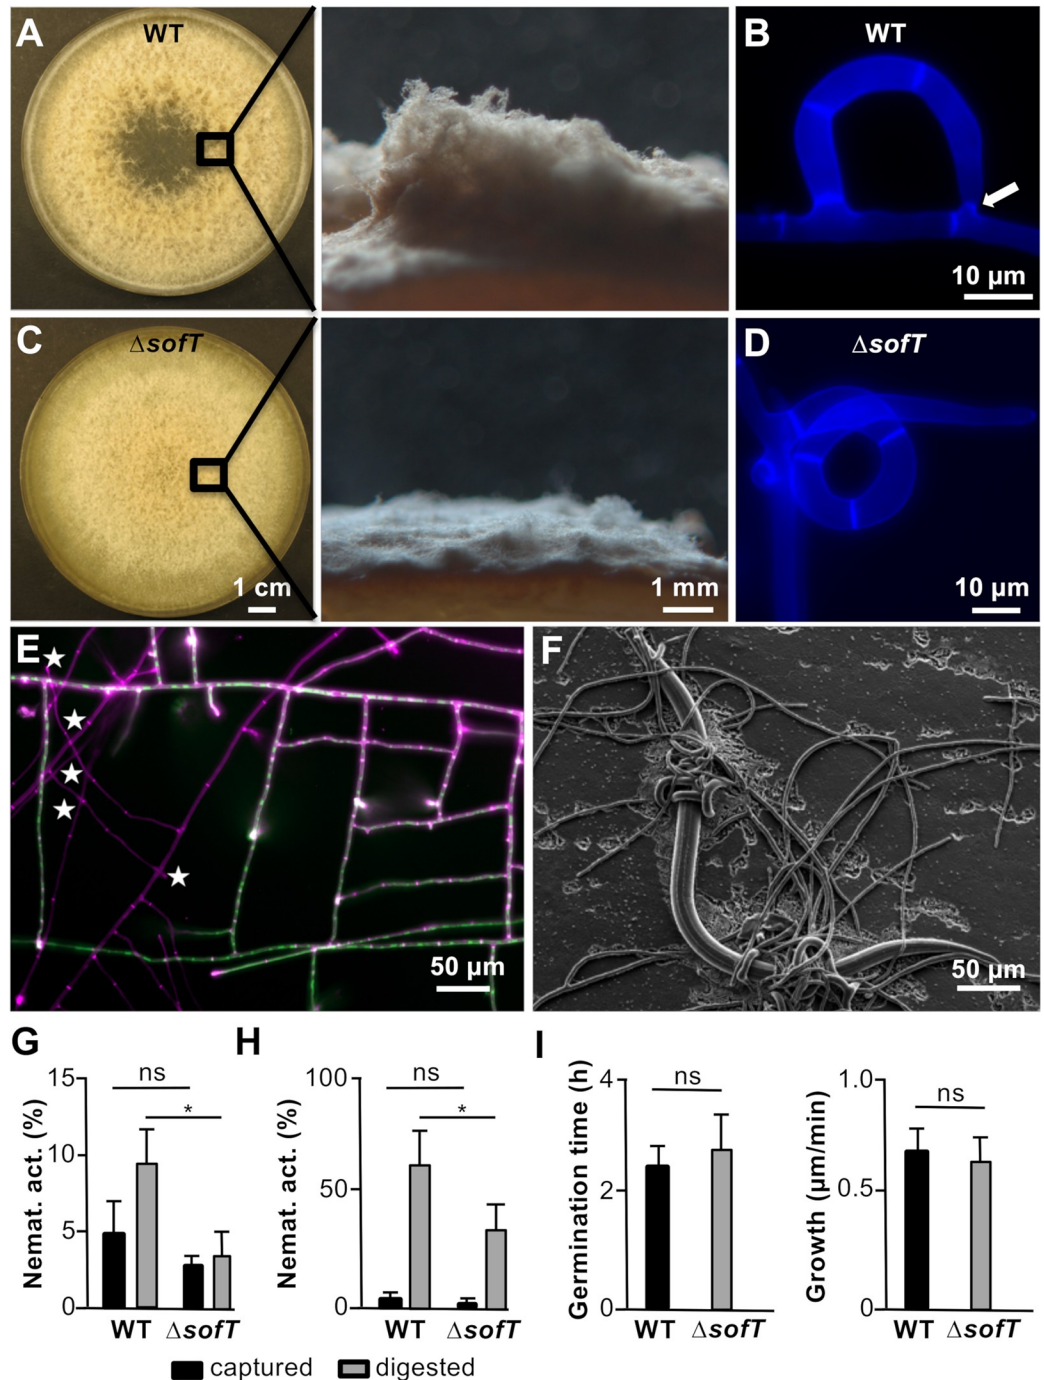 A WT
B WT
10 µm
C ΔsofT
1 cm
1 mm
D ΔsofT
10 µm
E
50 µm
F
50 µm
G
Nemat. act. (%)
15
10
5
0
ns
*
WT ΔsofT
H
Nemat. act. (%)
100
50
0
ns
*
WT ΔsofT
captured digested
I
Germination time (h)
4
2
0
ns
WT ΔsofT
Growth (µm/min)
1.0
0.5
0
ns
WT ΔsofT